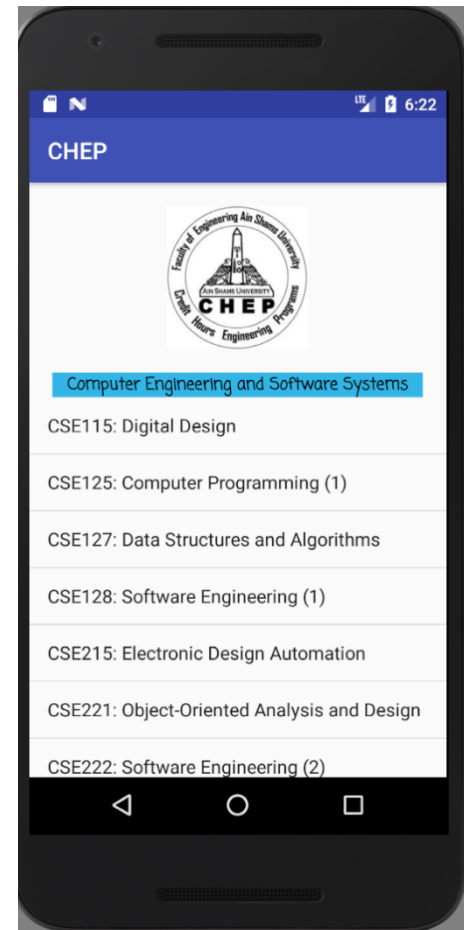 LTE 6:22
CHEP
Faculty of Engineering Ain Shams University
AIN SHAMS UNIVERSITY
CHEP
Credit Hours Engineering Programs
Computer Engineering and Software Systems
CSE115: Digital Design
CSE125: Computer Programming (1)
CSE127: Data Structures and Algorithms
CSE128: Software Engineering (1)
CSE215: Electronic Design Automation
CSE221: Object-Oriented Analysis and Design
CSE222: Software Engineering (2)